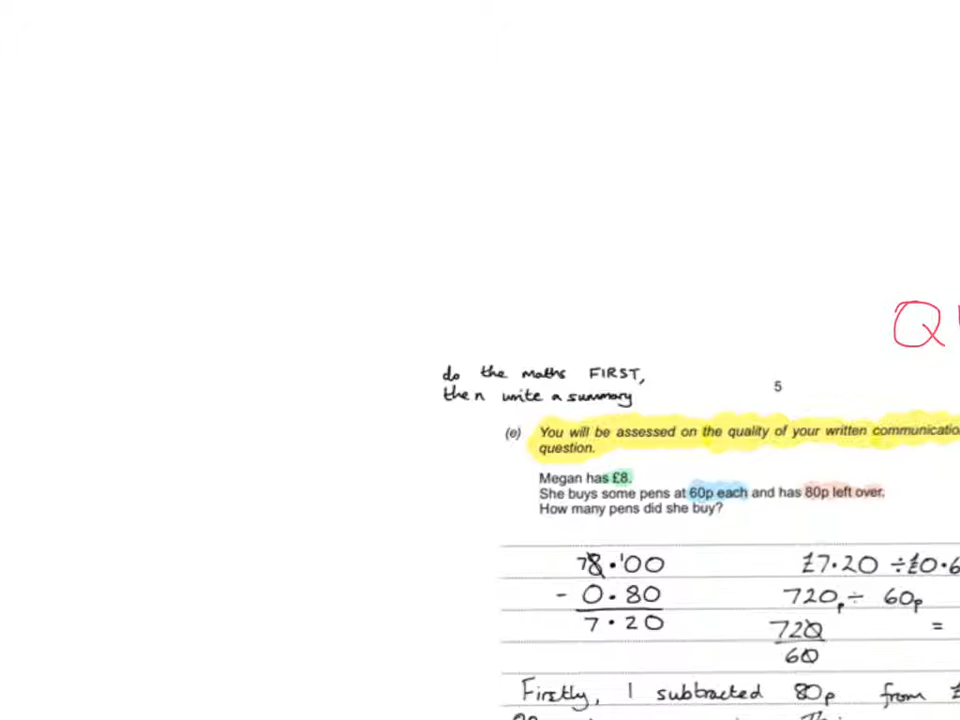 Q
do the maths FIRST,
5
then write a summary
(e) You will be assessed on the quality of your written
question.
Megan has £8.
She buys some pens at 60p each and has 80p left over.
How many pens did she buy?
78.100 £7.20 ÷ £0.6
- 0.80 720p ÷ 60p
7.20 720 =
60
Firstly, I subtracted 80p from £